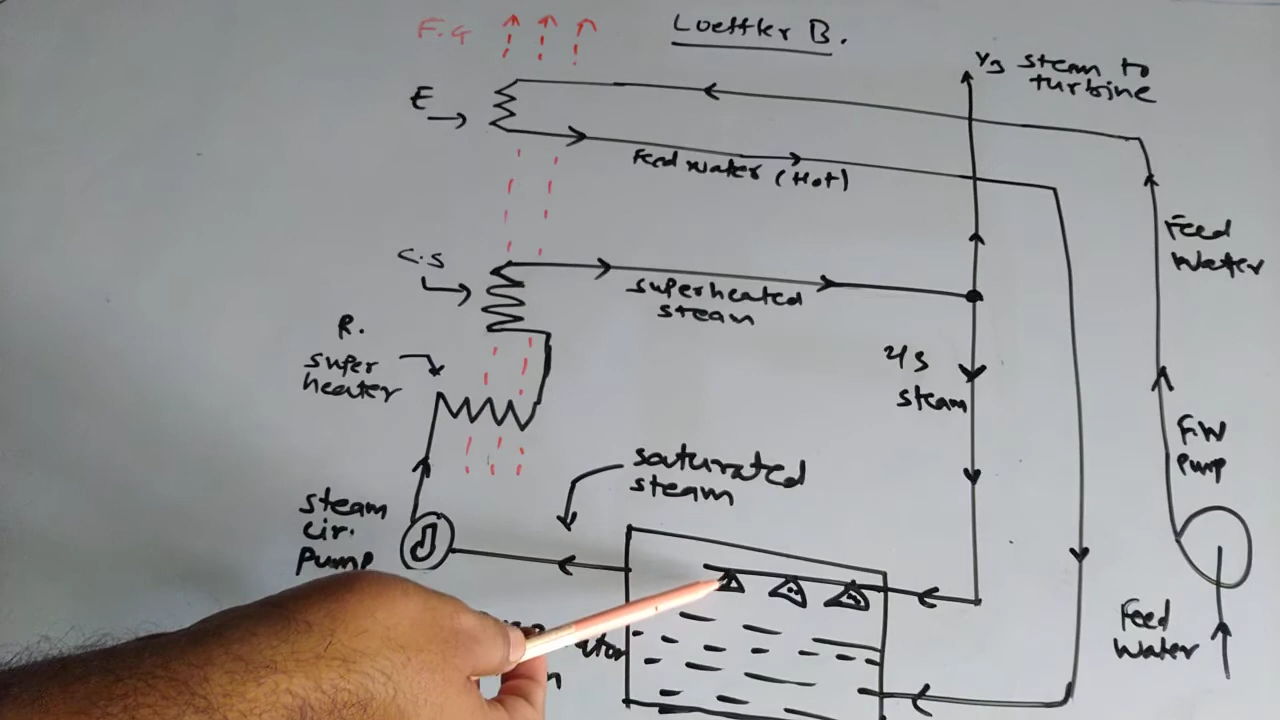 Loeffler B.
F.G
1/3 steam to
turbine
E
Feed water (Hot)
Feed
Water
C.S
superheated
steam
R.
super
heater
2/3
steam
F.W
Pump
saturated
steam
steam
cir.
pump
Feed
Water